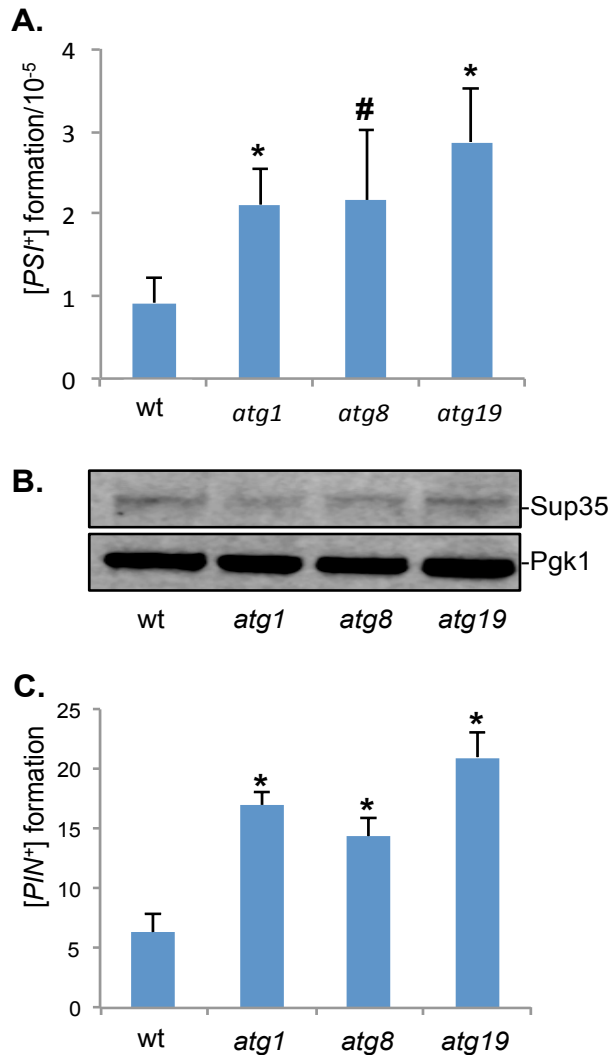 A.
[PSI+] formation/10-5
4
3
2
1
0
* # *
wt atg1 atg8 atg19
B.
-Sup35
-Pgk1
wt atg1 atg8 atg19
C.
[PIN+] formation
25
20
15
10
5
0
* * *
wt atg1 atg8 atg19